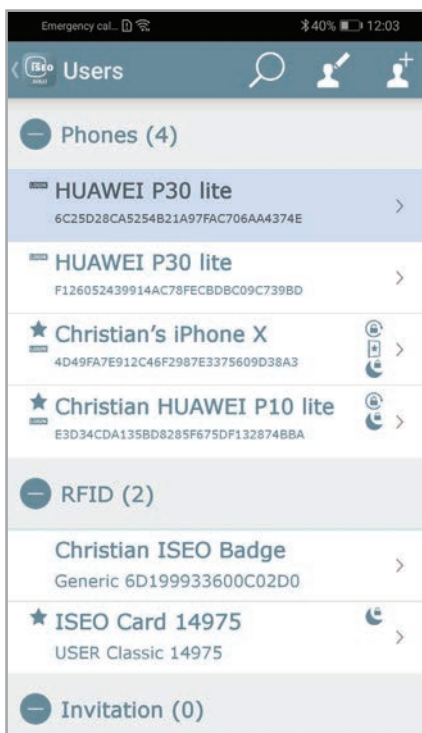 Emergency cal... 40% 12:03
iSEO Users
Phones (4)
HUAWEI P30 lite
6C25D28CA5254B21A97FAC706AA4374E
HUAWEI P30 lite
F126052439914AC78FECBDBC09C739BD
Christian's iPhone X
4D49FA7E912C46F2987E3375609D38A3
Christian HUAWEI P10 lite
E3D34CDA135BD8285F675DF132874BBA
RFID (2)
Christian ISEO Badge
Generic 6D199933600C02D0
ISEO Card 14975
USER Classic 14975
Invitation (0)